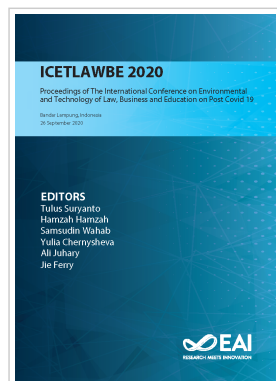 ICETLAWBE 2020
Proceedings of The International Conference on Environmental
and Technology of Law, Business and Education on Post Covid 19
Bandar Lampung, Indonesia
26 September 2020
EDITORS
Tulus Suryanto
Hamzah Hamzah
Samsudin Wahab
Yulia Chernysheva
Ali Juhary
Jie Ferry
EAI
RESEARCH MEETS INNOVATION